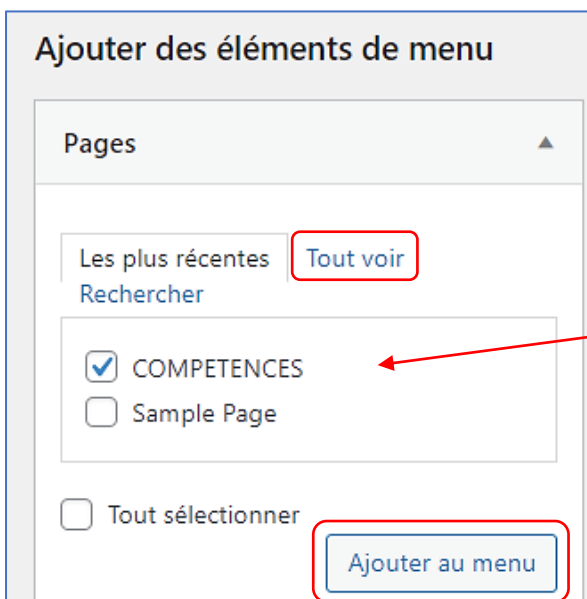 Ajouter des éléments de menu
Pages
Les plus récentes Tout voir
Rechercher
COMPETENCES
Sample Page
Tout sélectionner
Ajouter au menu